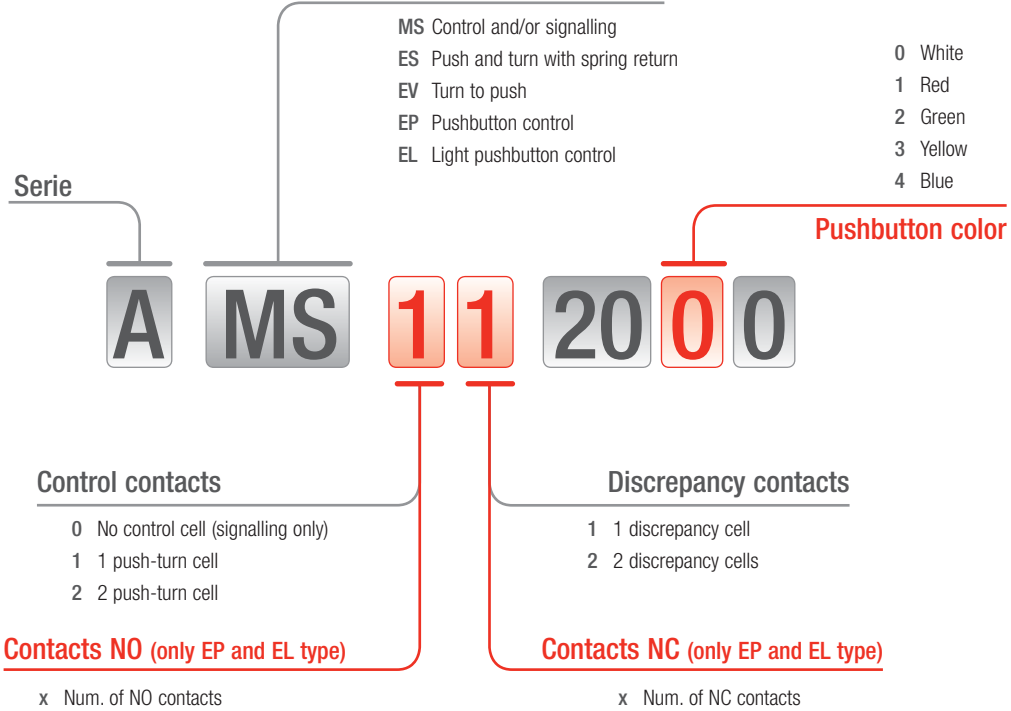 MS Control and/or signalling
ES Push and turn with spring return
EV Turn to push
EP Pushbutton control
EL Light pushbutton control
0 White
1 Red
2 Green
3 Yellow
4 Blue
Serie
Pushbutton color
A MS 1 1 20 0 0
Control contacts
0 No control cell (signalling only)
1 1 push-turn cell
2 2 push-turn cell
Discrepancy contacts
1 1 discrepancy cell
2 2 discrepancy cells
Contacts NO (only EP and EL type)
x Num. of NO contacts
Contacts NC (only EP and EL type)
x Num. of NC contacts